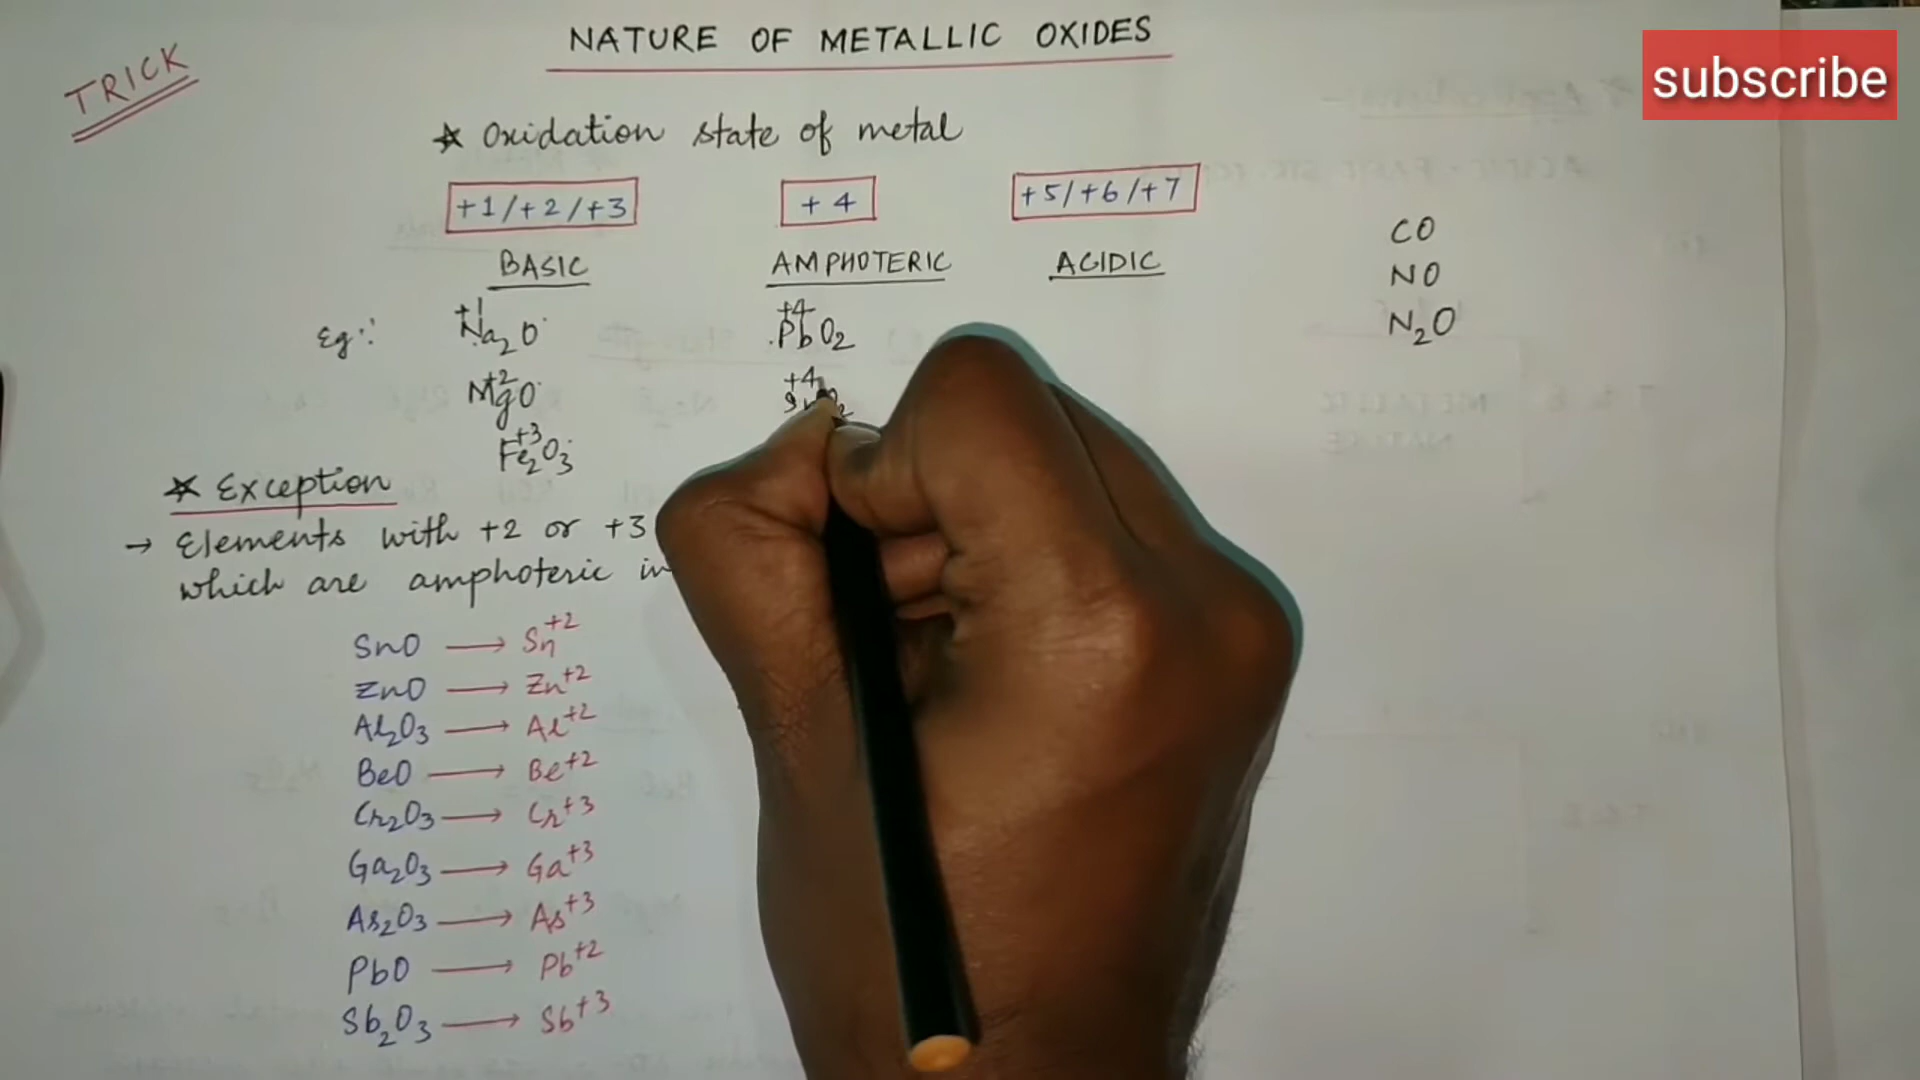 NATURE OF METALLIC OXIDES
subscribe
TRICK
★ Oxidation state of metal
+1/+2/+3
+4
+5/+6/+7
BASIC
AMPHOTERIC
ACIDIC
CO
NO
N2O
Eg:
+1
Na2O
+4
PbO2
+2
MgO
+4
SnO2
+3
Fe2O3
★ Exception
→ Elements with +2 or +3
which are amphoteric in
SnO → Sn+2
ZnO → Zn+2
Al2O3 → Al+2
BeO → Be+2
Cr2O3 → Cr+3
Ga2O3 → Ga+3
As2O3 → As+3
PbO → Pb+2
Sb2O3 → Sb+3